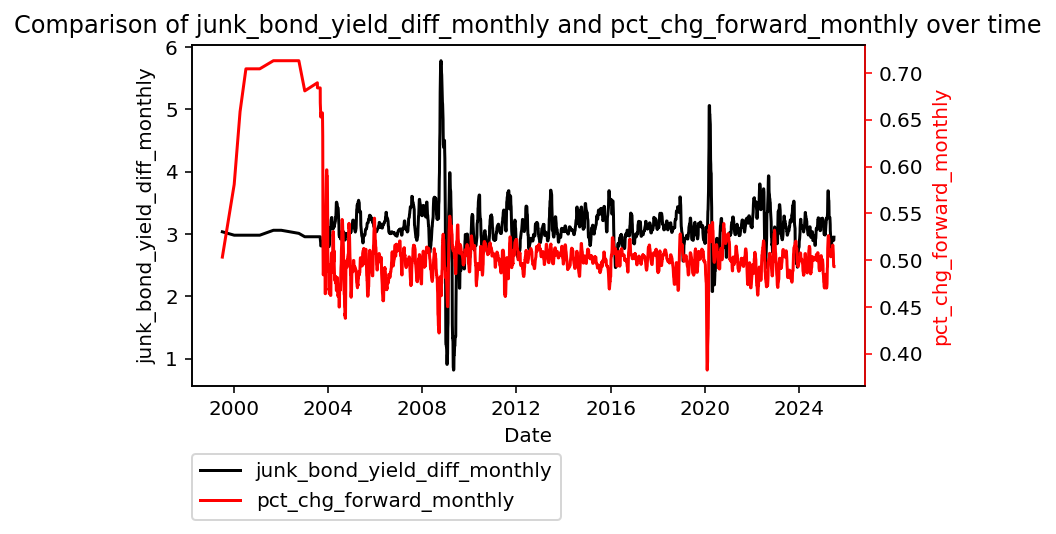 Comparison of junk_bond_yield_diff_monthly and pct_chg_forward_monthly over time
junk_bond_yield_diff_monthly
6
5
4
3
2
1
0.70
0.65
0.60
0.55
0.50
0.45
0.40
pct_chg_forward_monthly
2000 2004 2008 2012 2016 2020 2024
Date
junk_bond_yield_diff_monthly
pct_chg_forward_monthly